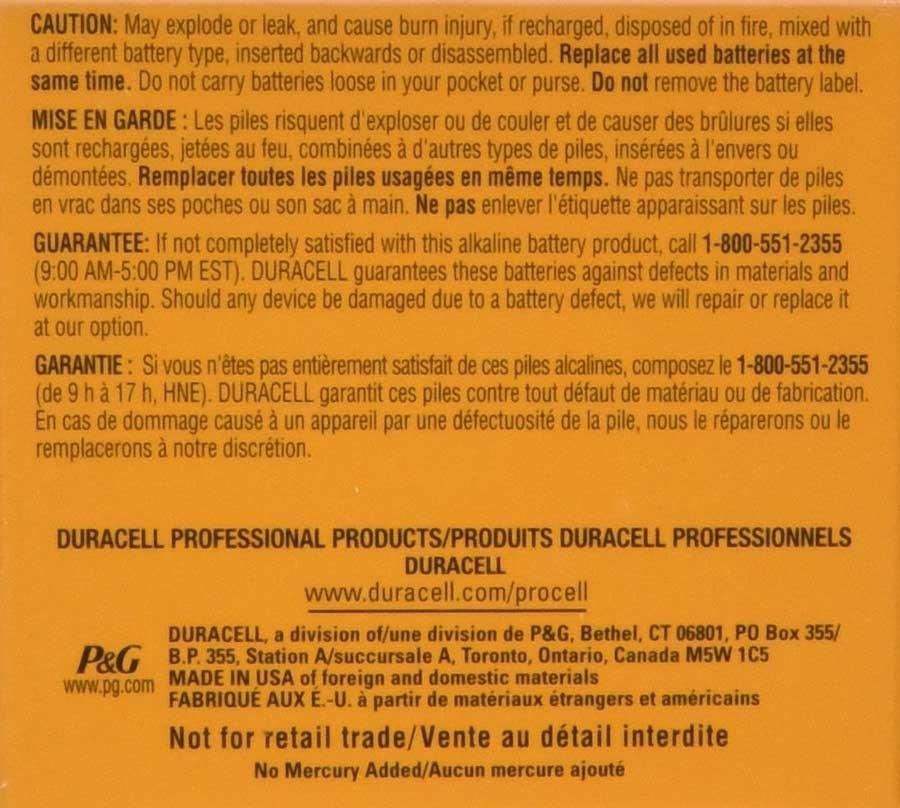 CAUTION: May explode or leak, and cause burn injury, if recharged, disposed of in fire, mixed with
a different battery type, inserted backwards or disassembled. Replace all used batteries at the
same time. Do not carry batteries loose in your pocket or purse. Do not remove the battery label.
MISE EN GARDE : Les piles risquent d'exploser ou de couler et de causer des brûlures si elles
sont rechargées, jetées au feu, combinées à d'autres types de piles, insérées à l'envers ou
démontées. Remplacer toutes les piles usagées en même temps. Ne pas transporter de piles
en vrac dans ses poches ou son sac à main. Ne pas enlever l'étiquette apparaissant sur les piles.
GUARANTEE: If not completely satisfied with this alkaline battery product, call 1-800-551-2355
(9:00 AM-5:00 PM EST). DURACELL guarantees these batteries against defects in materials and
workmanship. Should any device be damaged due to a battery defect, we will repair or replace it
at our option.
GARANTIE : Si vous n'êtes pas entièrement satisfait de ces piles alcalines, composez le 1-800-551-2355
(de 9 h à 17 h, HNE). DURACELL garantit ces piles contre tout défaut de matériau ou de fabrication.
En cas de dommage causé à un appareil par une défectuosité de la pile, nous le réparerons ou le
remplacerons à notre discrétion.
DURACELL PROFESSIONAL PRODUCTS/PRODUITS DURACELL PROFESSIONNELS
DURACELL
www.duracell.com/procell
P&G
www.pg.com
DURACELL, a division of/une division de P&G, Bethel, CT 06801, PO Box 355/
B.P. 355, Station A/succursale A, Toronto, Ontario, Canada M5W 1C5
MADE IN USA of foreign and domestic materials
FABRIQUÉ AUX É.-U. à partir de matériaux étrangers et américains
Not for retail trade/Vente au détail interdite
No Mercury Added/Aucun mercure ajouté